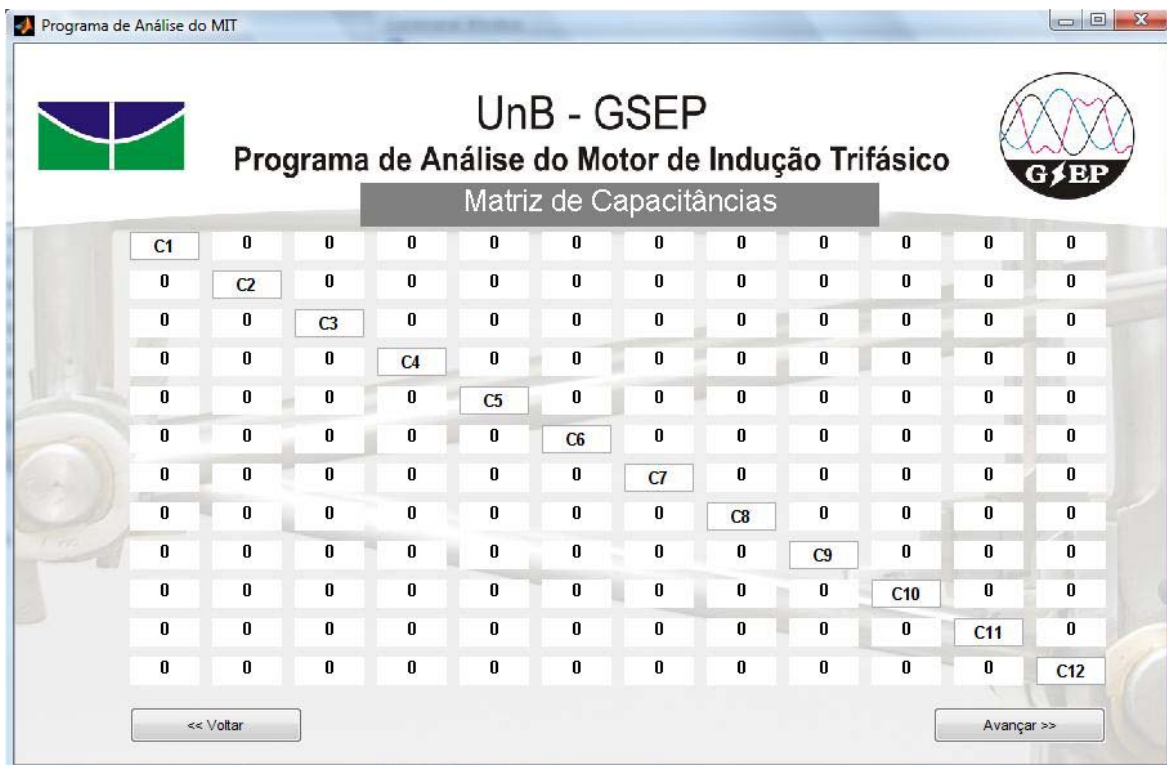 Programa de Análise do MIT
UnB - GSEP
Programa de Análise do Motor de Indução Trifásico
GSEP
Matriz de Capacitâncias
C1 0 0 0 0 0 0 0 0 0 0 0
0 C2 0 0 0 0 0 0 0 0 0 0
0 0 C3 0 0 0 0 0 0 0 0 0
0 0 0 C4 0 0 0 0 0 0 0 0
0 0 0 0 C5 0 0 0 0 0 0 0
0 0 0 0 0 C6 0 0 0 0 0 0
0 0 0 0 0 0 C7 0 0 0 0 0
0 0 0 0 0 0 0 C8 0 0 0 0
0 0 0 0 0 0 0 0 C9 0 0 0
0 0 0 0 0 0 0 0 0 C10 0 0
0 0 0 0 0 0 0 0 0 0 C11 0
0 0 0 0 0 0 0 0 0 0 0 C12
<< Voltar Avançar >>